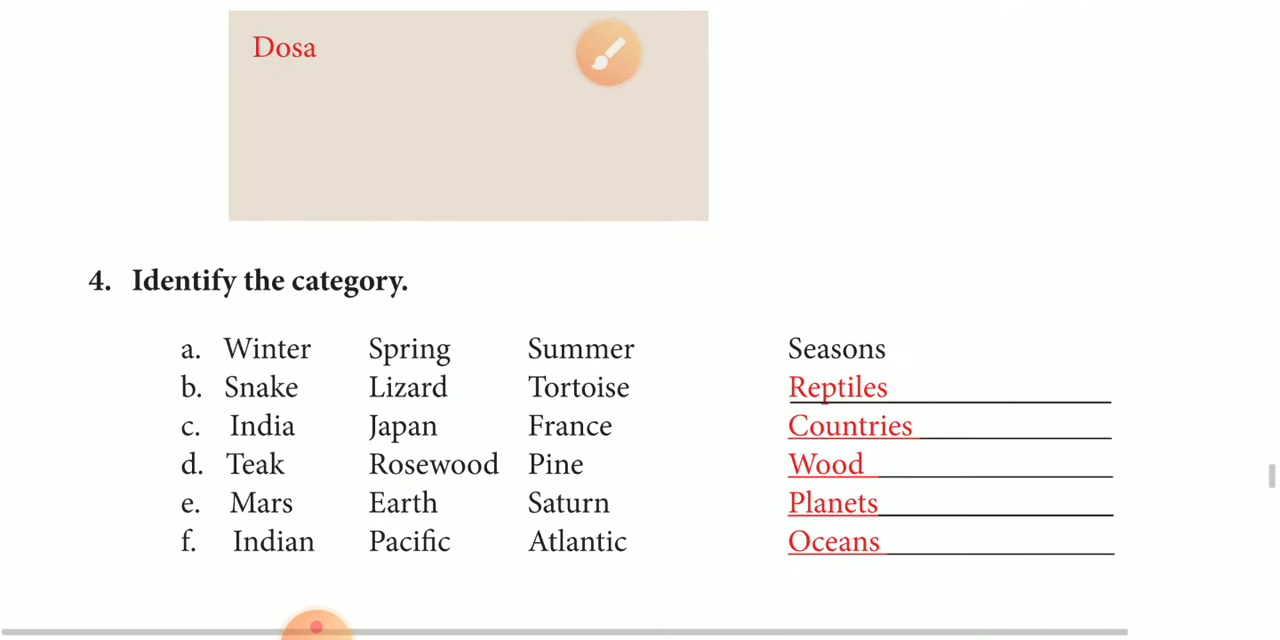 Dosa
4. Identify the category.
a. Winter Spring Summer Seasons
b. Snake Lizard Tortoise Reptiles
c. India Japan France Countries
d. Teak Rosewood Pine Wood
e. Mars Earth Saturn Planets
f. Indian Pacific Atlantic Oceans